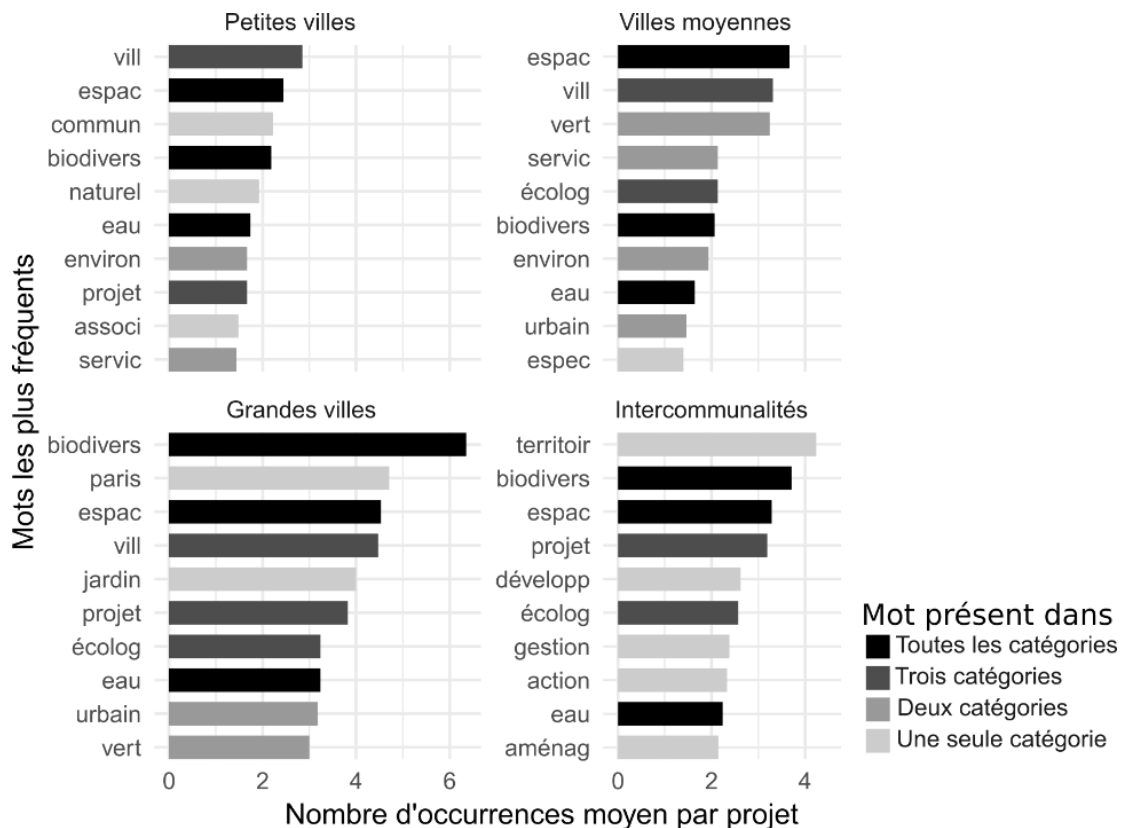 Petites villes
vill
espac
commun
biodivers
naturel
eau
environ
projet
associ
servic
Villes moyennes
espac
vill
vert
servic
écolog
biodivers
environ
eau
urbain
espec
Mots les plus fréquents
Grandes villes
biodivers
paris
espac
vill
jardin
projet
écolog
eau
urbain
vert
0 2 4 6
Intercommunalités
territoir
biodivers
espac
projet
développ
écolog
gestion
action
eau
aménag
0 2 4
Nombre d'occurrences moyen par projet
Mot présent dans
Toutes les catégories
Trois catégories
Deux catégories
Une seule catégorie